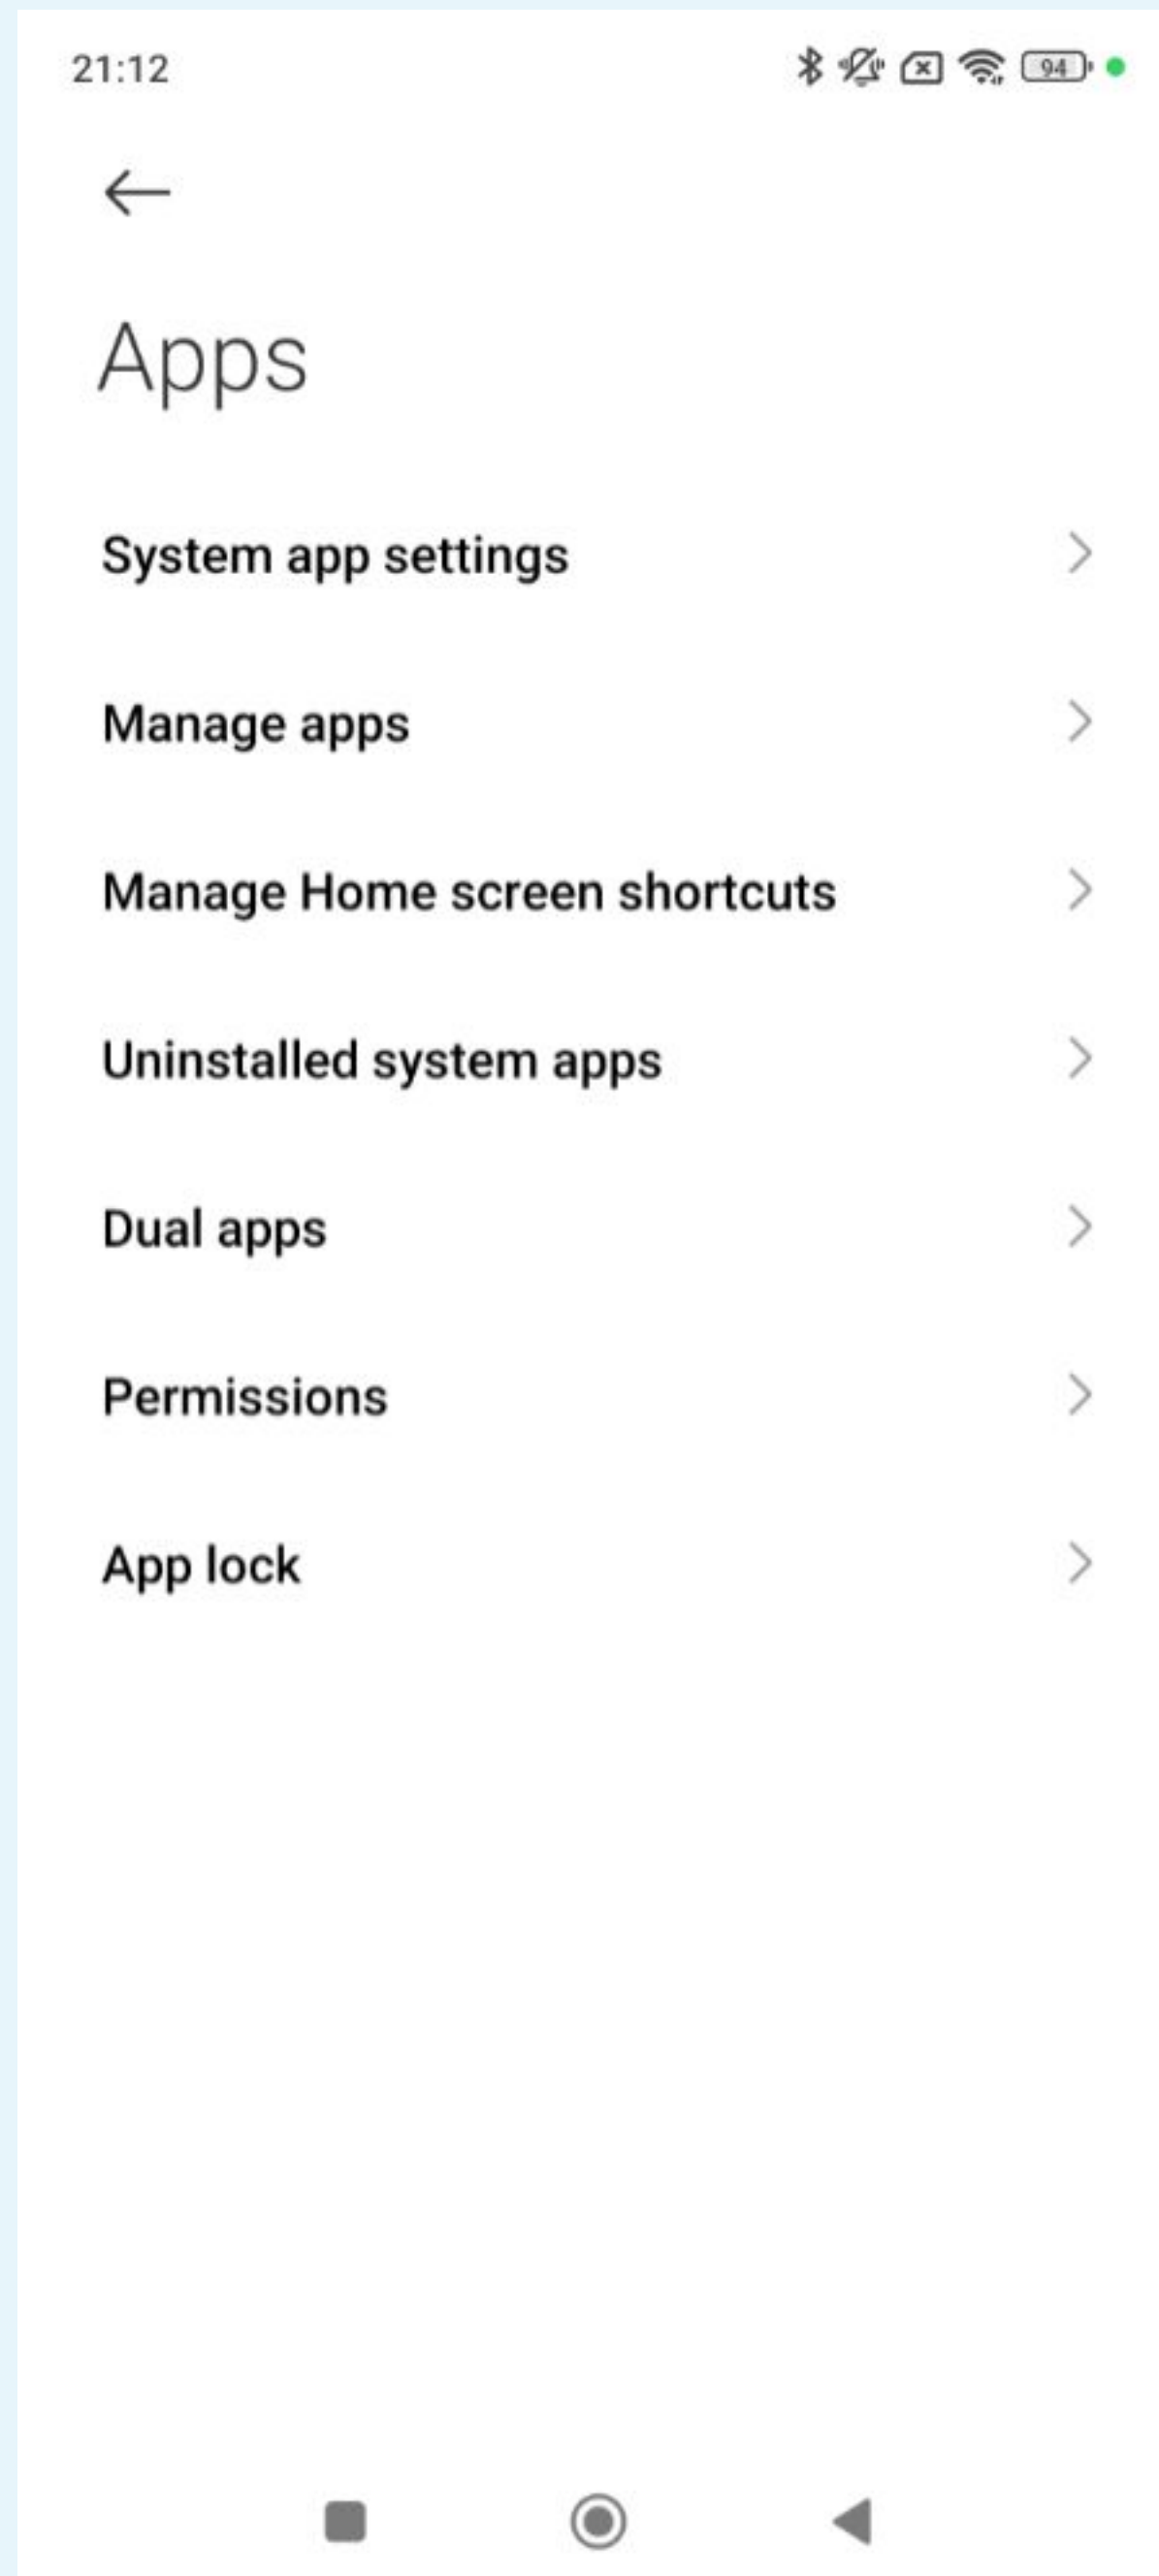 21:12
94
Apps
System app settings
Manage apps
Manage Home screen shortcuts
Uninstalled system apps
Dual apps
Permissions
App lock